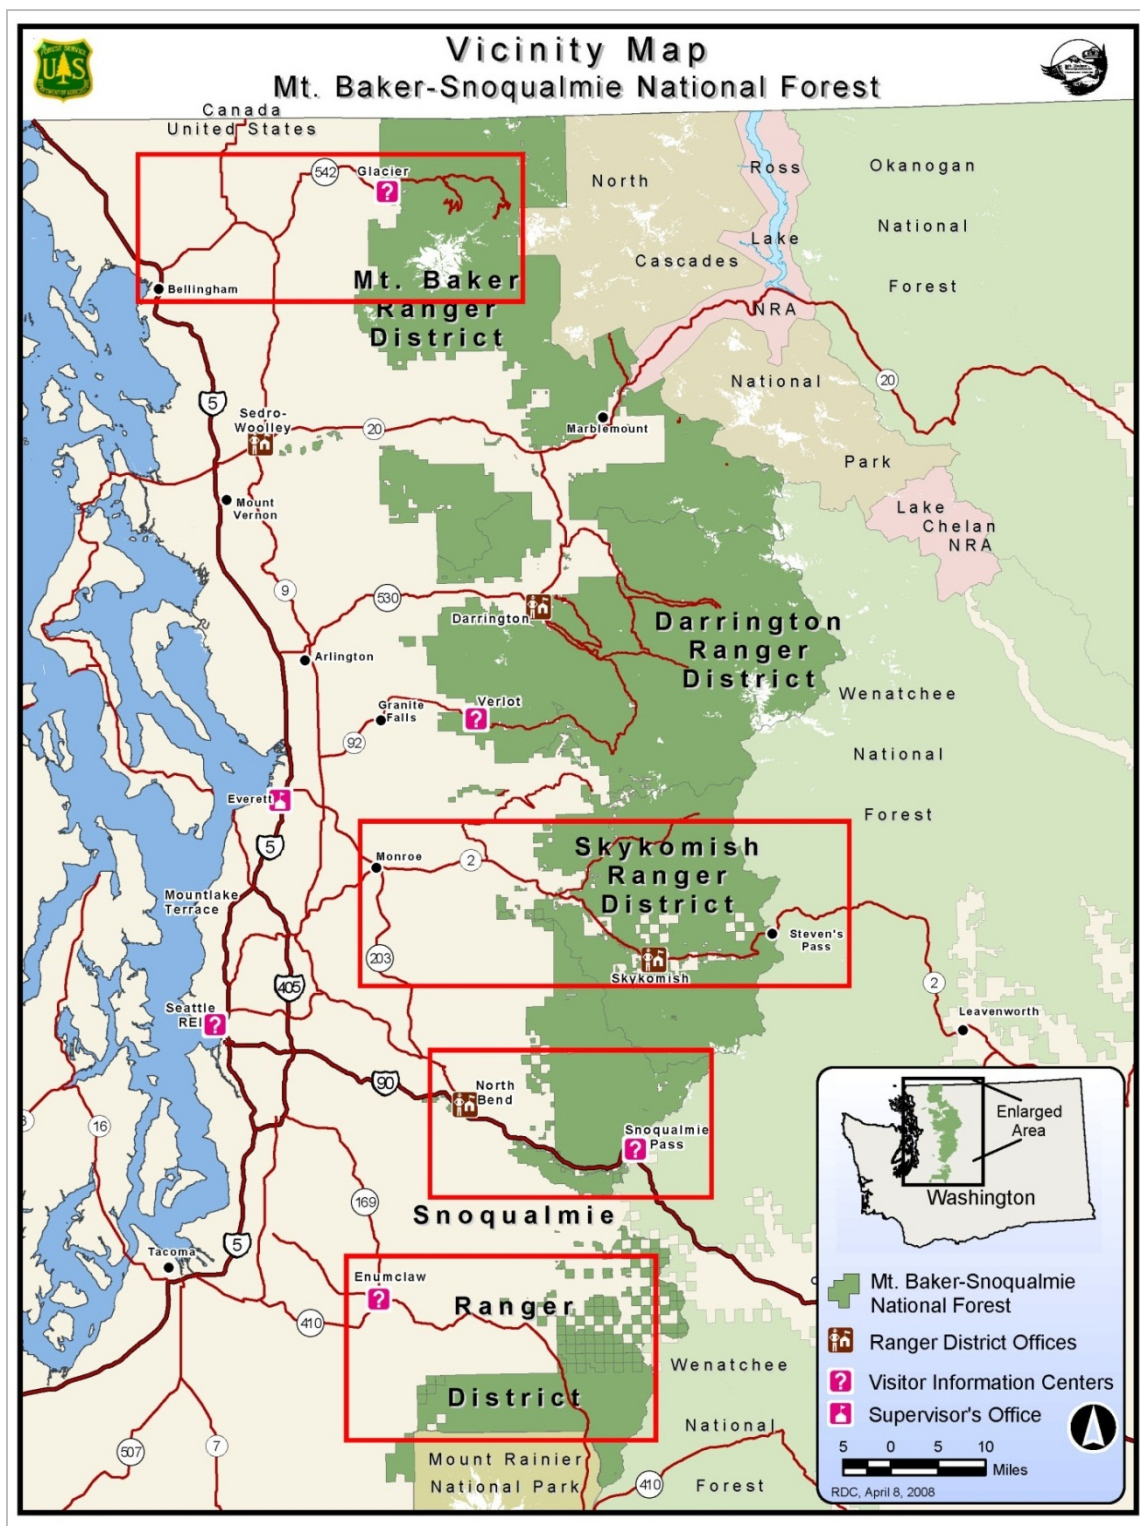 Vicinity Map
Mt. Baker-Snoqualmie National Forest
FOREST SERVICE
US
Canada
United States
542
Glacier
North
Cascades
National
Park
Ross
Lake
NRA
Okanogan
National
Forest
Bellingham
Mt. Baker
Ranger
District
5
Sedro-
Woolley
20
Marblemount
20
Mount
Vernon
Lake
Chelan
NRA
9
530
Darrington
Darrington
Ranger
District
Arlington
Granite
Falls
Verlot
92
Wenatchee
National
Forest
Everett
5
Monroe
2
Skykomish
Ranger
District
Mountlake
Terrace
203
Skykomish
Steven's
Pass
2
Leavenworth
405
Seattle
REI
90
North
Bend
Snoqualmie
Pass
16
169
Snoqualmie
Ranger
District
5
Tacoma
Enumclaw
410
Wenatchee
National
Forest
Mount Rainier
National Park
507
7
410
Enlarged
Area
Washington
Mt. Baker-Snoqualmie
National Forest
Ranger District Offices
Visitor Information Centers
Supervisor's Office
5 0 5 10
Miles
RDC, April 8, 2008